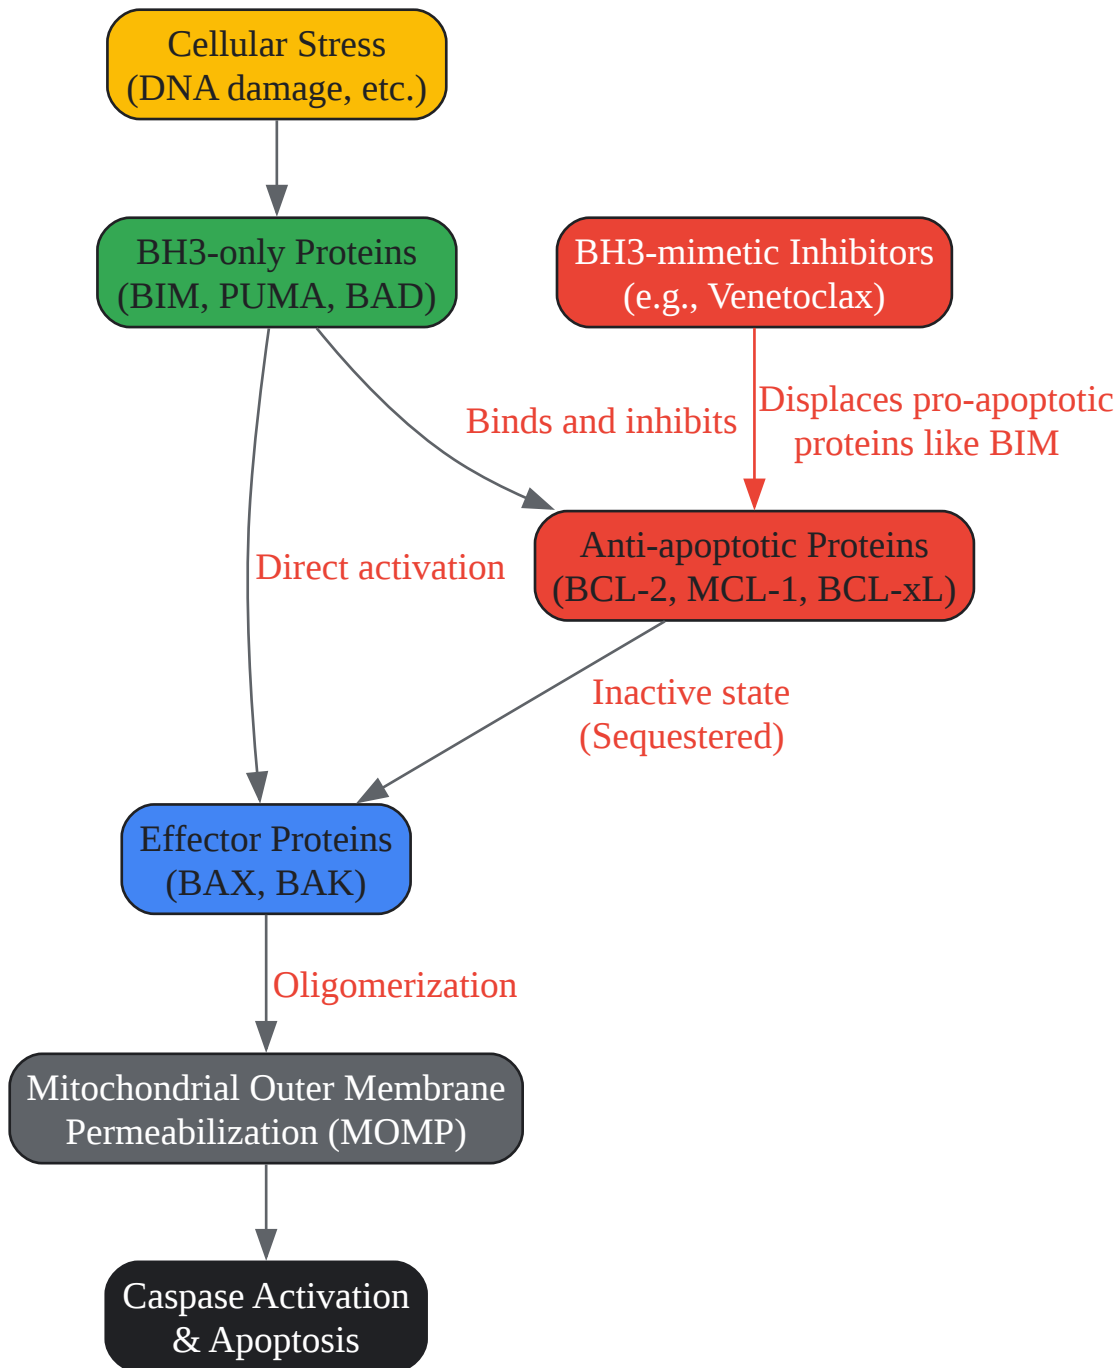 Cellular Stress
(DNA damage, etc.)
BH3-only Proteins
(BIM, PUMA, BAD)
BH3-mimetic Inhibitors
(e.g., Venetoclax)
Binds and inhibits
Displaces pro-apoptotic
proteins like BIM
Direct activation
Anti-apoptotic Proteins
(BCL-2, MCL-1, BCL-xL)
Inactive state
(Sequestered)
Effector Proteins
(BAX, BAK)
Oligomerization
Mitochondrial Outer Membrane
Permeabilization (MOMP)
Caspase Activation
& Apoptosis